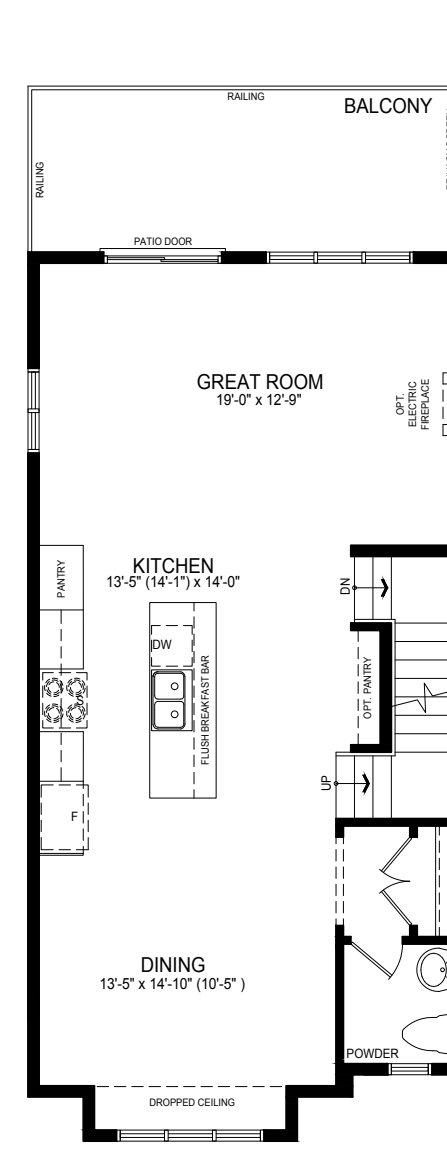 RAILING
BALCONY
RAILING
PATIO DOOR
GREAT ROOM
19'-0" x 12'-9"
OPT.
ELECTRIC
FIREPLACE
KITCHEN
13'-5" (14'-1") x 14'-0"
PANTRY
DN
DW
FLUSH BREAKFAST BAR
OPT. PANTRY
S
UP
F
DINING
13'-5" x 14'-10" (10'-5" )
POWDER
DROPPED CEILING